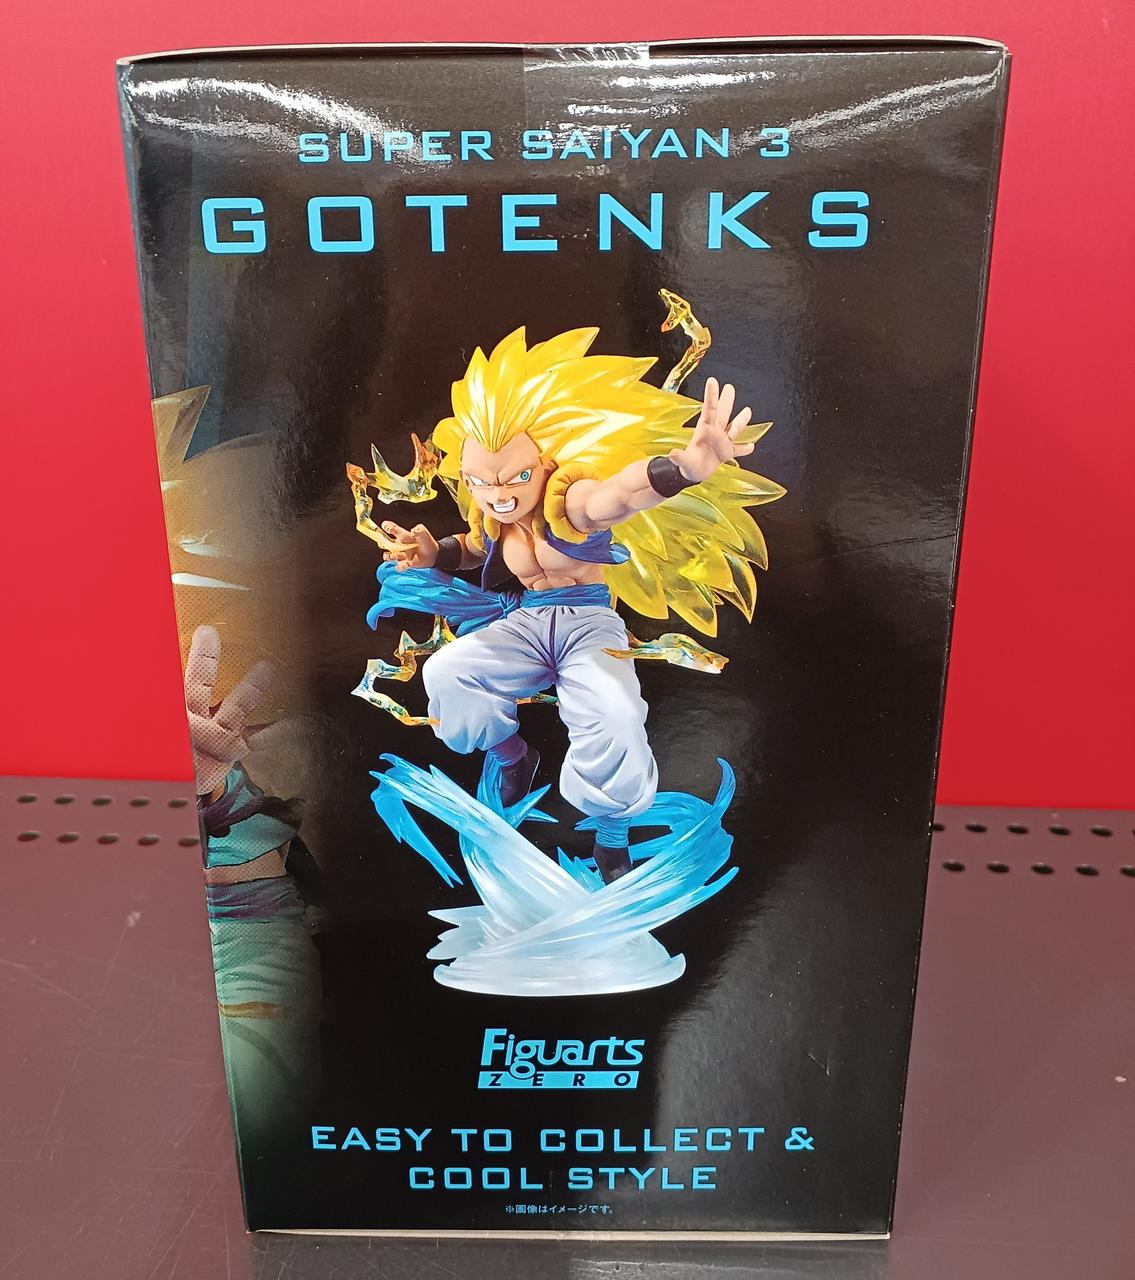 SUPER SAIYAN 3
GOTENKS
Figuarts
ZERO
EASY TO COLLECT &
COOL STYLE
※画像はイメージです。